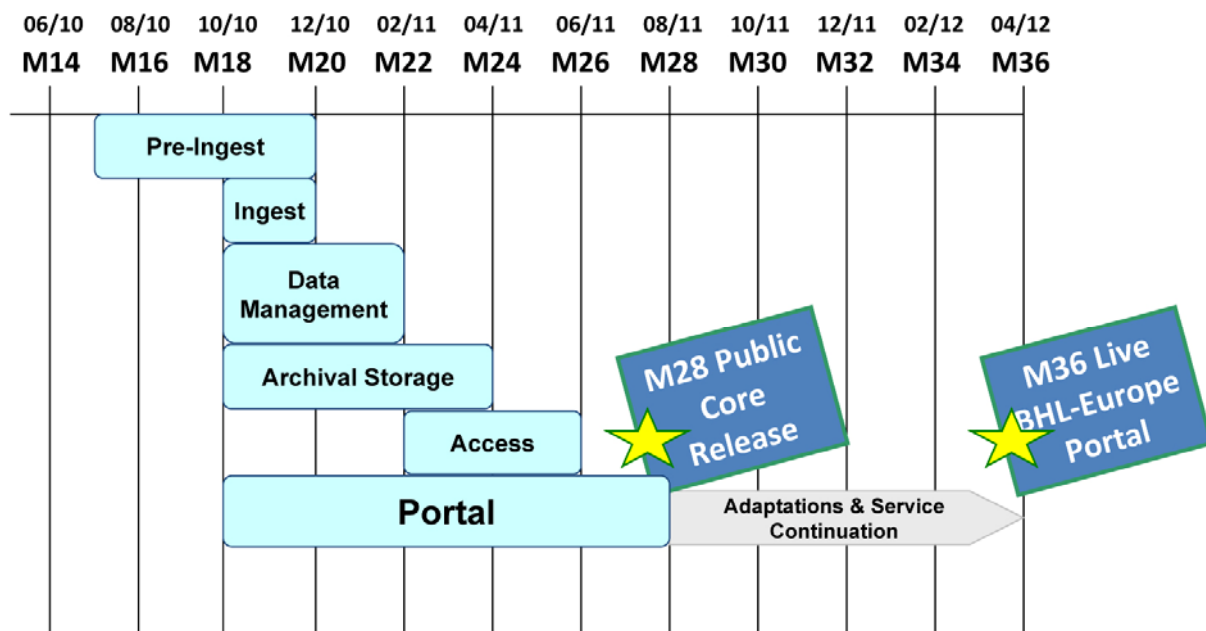 06/10 08/10 10/10 12/10 02/11 04/11 06/11 08/11 10/11 12/11 02/12 04/12
M14 M16 M18 M20 M22 M24 M26 M28 M30 M32 M34 M36
Pre-Ingest
Ingest
Data
Management
Archival Storage
Access
Portal
M28 Public
Core
Release
M36 Live
BHL-Europe
Portal
Adaptations & Service
Continuation